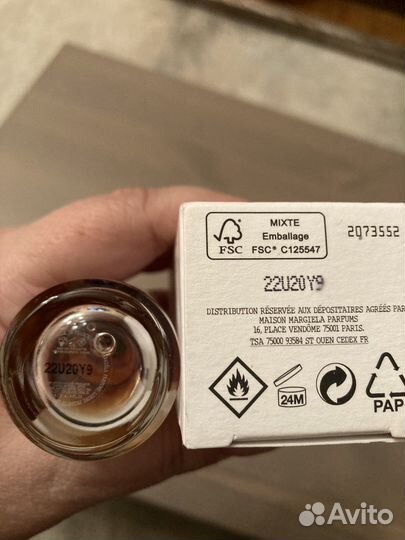 MIXTE
Emballage
FSC
FSC® C125547
2Q73552
22U20Y9
DISTRIBUTION RÉSERVÉE AUX DÉPOSITAIRES AGRÉÉS PAR
MAISON MARGIELA PARFUMS
16, PLACE VENDÔME 75001 PARIS.
TSA 75000 93584 ST OUEN CEDEX FR
24M
PAP
22U20Y9
Avito